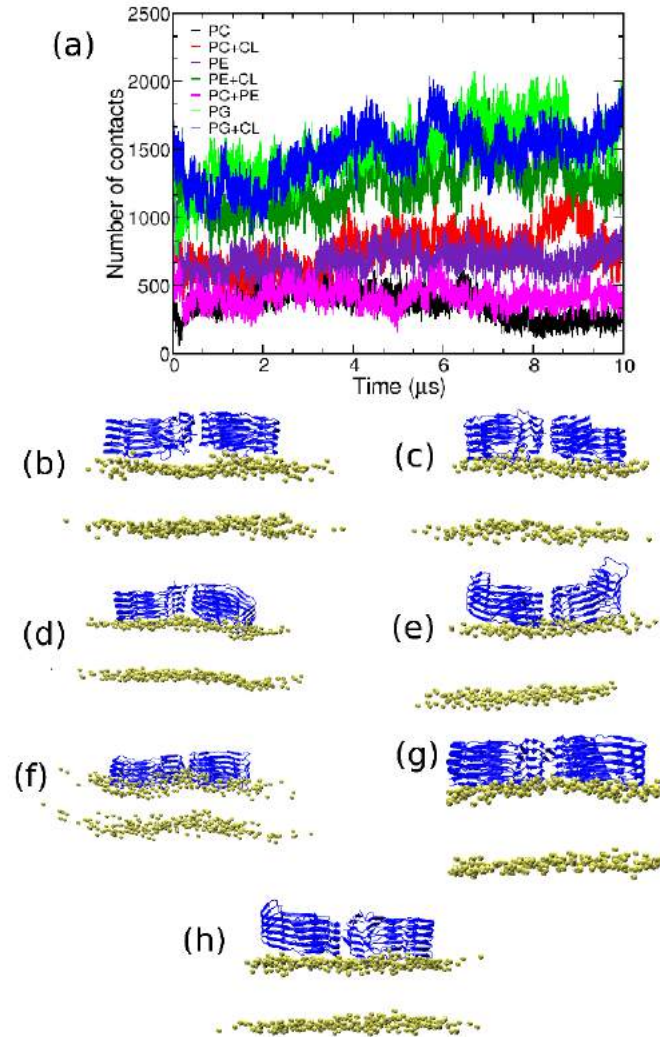 (a)
2500
2000
1500
1000
500
0
Number of contacts
PC
PC+CL
PE
PE+CL
PC+PE
PG
PG+CL
0 2 4 6 8 10
Time (μs)
(b)
(c)
(d)
(e)
(f)
(g)
(h)